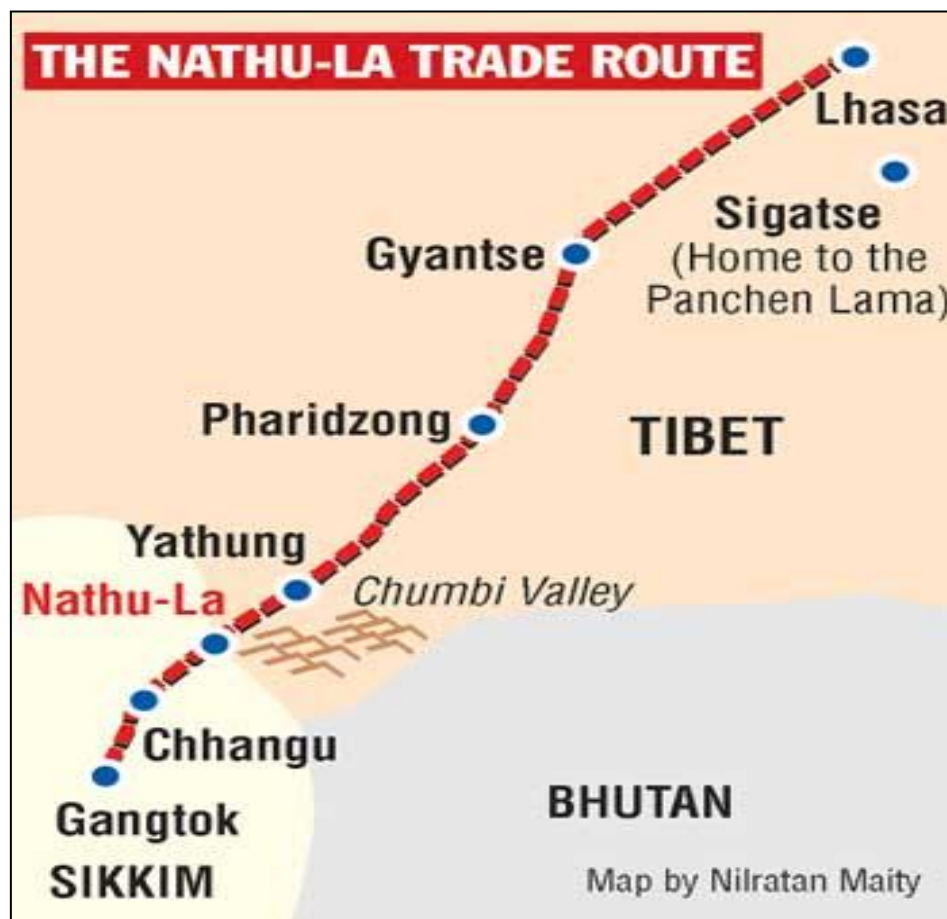 THE NATHU-LA TRADE ROUTE
Lhasa
Sigatse
(Home to the
Panchen Lama)
Gyantse
Pharidzong
TIBET
Yathung
Nathu-La
Chumbi Valley
Chhangu
Gangtok
SIKKIM
BHUTAN
Map by Nilratan Maity